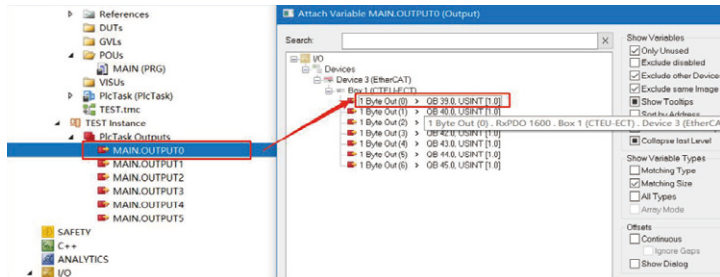 References
DUTs
GVLs
POUs
MAIN (PRG)
VISUs
PlcTask (PlcTask)
TEST.tmc
TEST Instance
PlcTask Outputs
MAIN.OUTPUT0
MAIN.OUTPUT1
MAIN.OUTPUT2
MAIN.OUTPUT3
MAIN.OUTPUT4
MAIN.OUTPUT5
SAFETY
C++
ANALYTICS
I/O
Attach Variable MAIN.OUTPUT0 (Output)
Search:
I/O
Devices
Device 3 (EtherCAT)
Box 1 (CTEU-ECT)
1 Byte Out (0) > QB 39.0, USINT [1.0]
1 Byte Out (1) > QB 40.0, USINT [1.0]
1 Byte Out (2) > 1 Byte Out (0) . RxPDO 1600 . Box 1 (CTEU-ECT) . Device 3 (EtherCA
1 Byte Out (3) > QB 42.0, USINT [1.0]
1 Byte Out (4) > QB 43.0, USINT [1.0]
1 Byte Out (5) > QB 44.0, USINT [1.0]
1 Byte Out (6) > QB 45.0, USINT [1.0]
Show Variables
Only Unused
Exclude disabled
Exclude other Device
Exclude same Image
Show Tooltips
Sort by Address
Collapse last Level
Show Variable Types
Matching Type
Matching Size
All Types
Array Mode
Offsets
Continuous
Ignore Gaps
Show Dialog